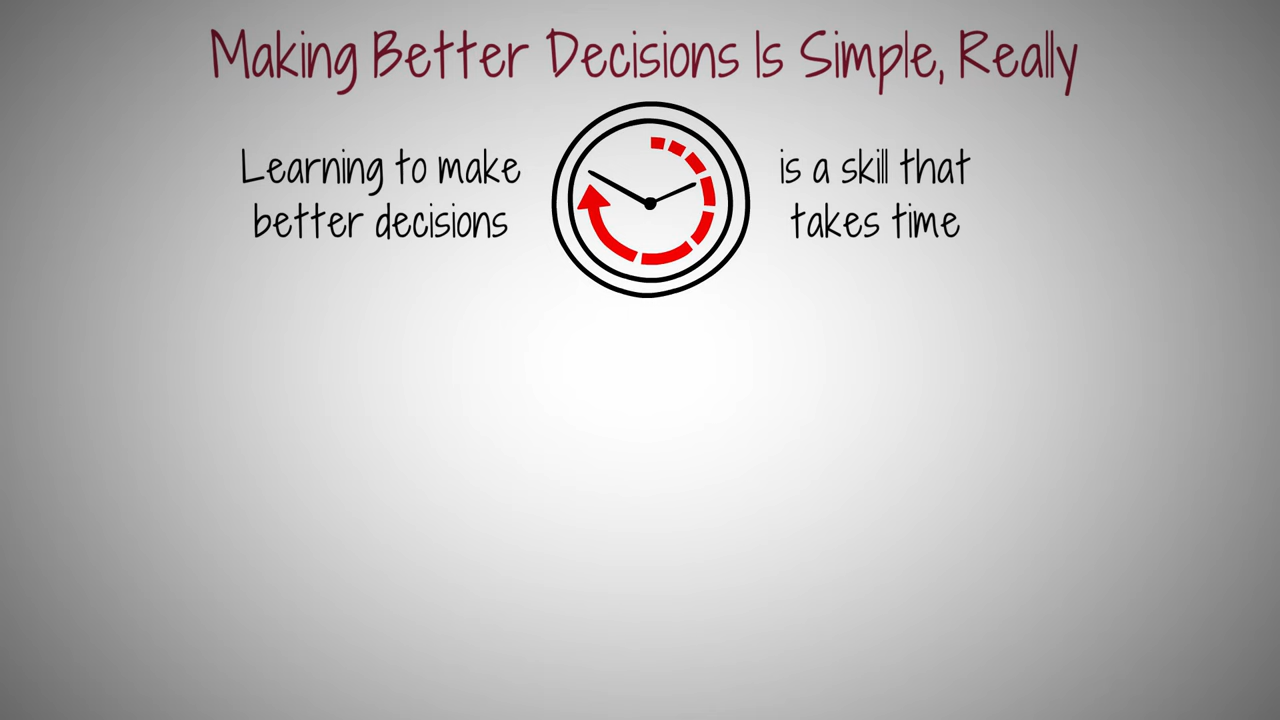 Making Better Decisions Is Simple, Really
Learning to make
better decisions
is a skill that
takes time